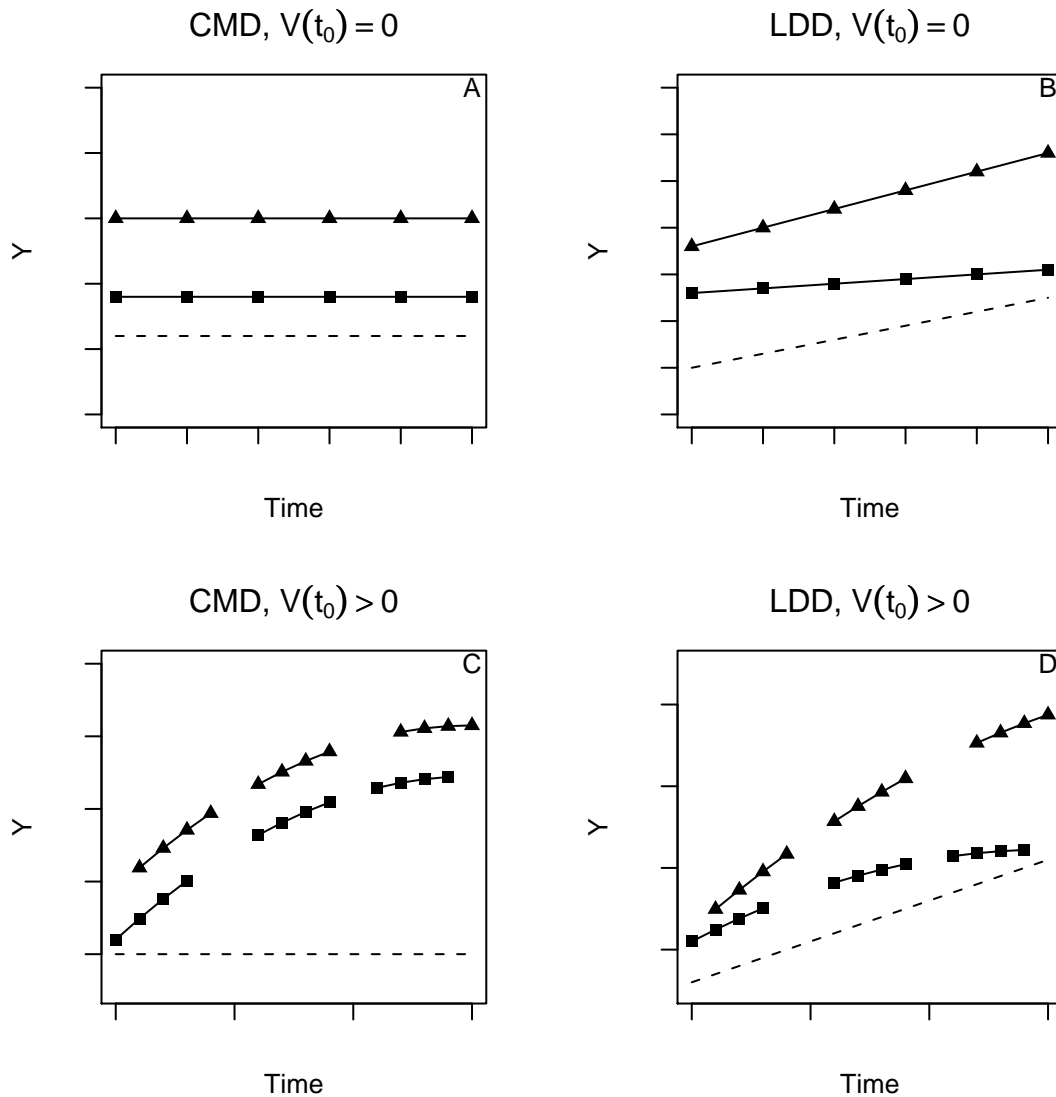 CMD, V(t₀) = 0
A
Y
Time
LDD, V(t₀) = 0
B
Y
Time
CMD, V(t₀) > 0
C
Y
Time
LDD, V(t₀) > 0
D
Y
Time